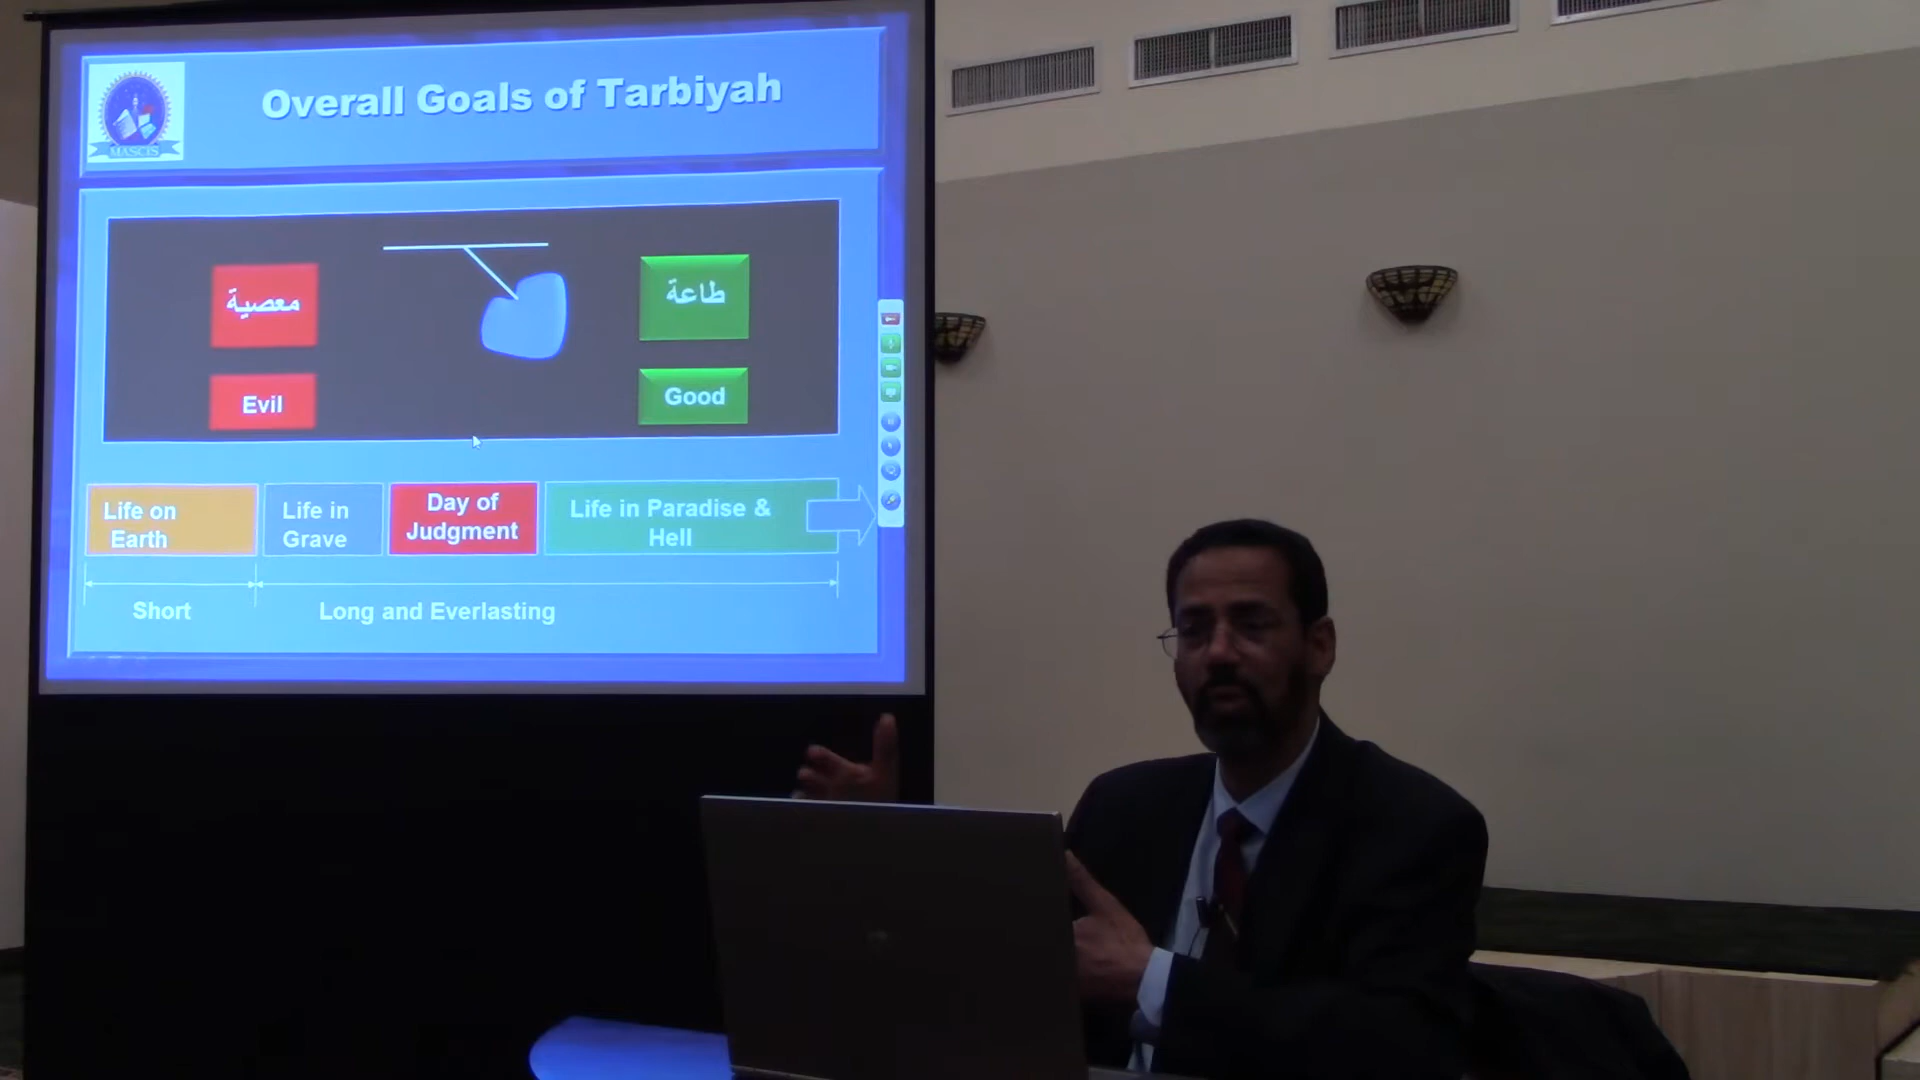 Overall Goals of Tarbiyah
MASCIS
معصية
طاعة
Evil
Good
Life on
Earth
Life in
Grave
Day of
Judgment
Life in Paradise &
Hell
Short
Long and Everlasting